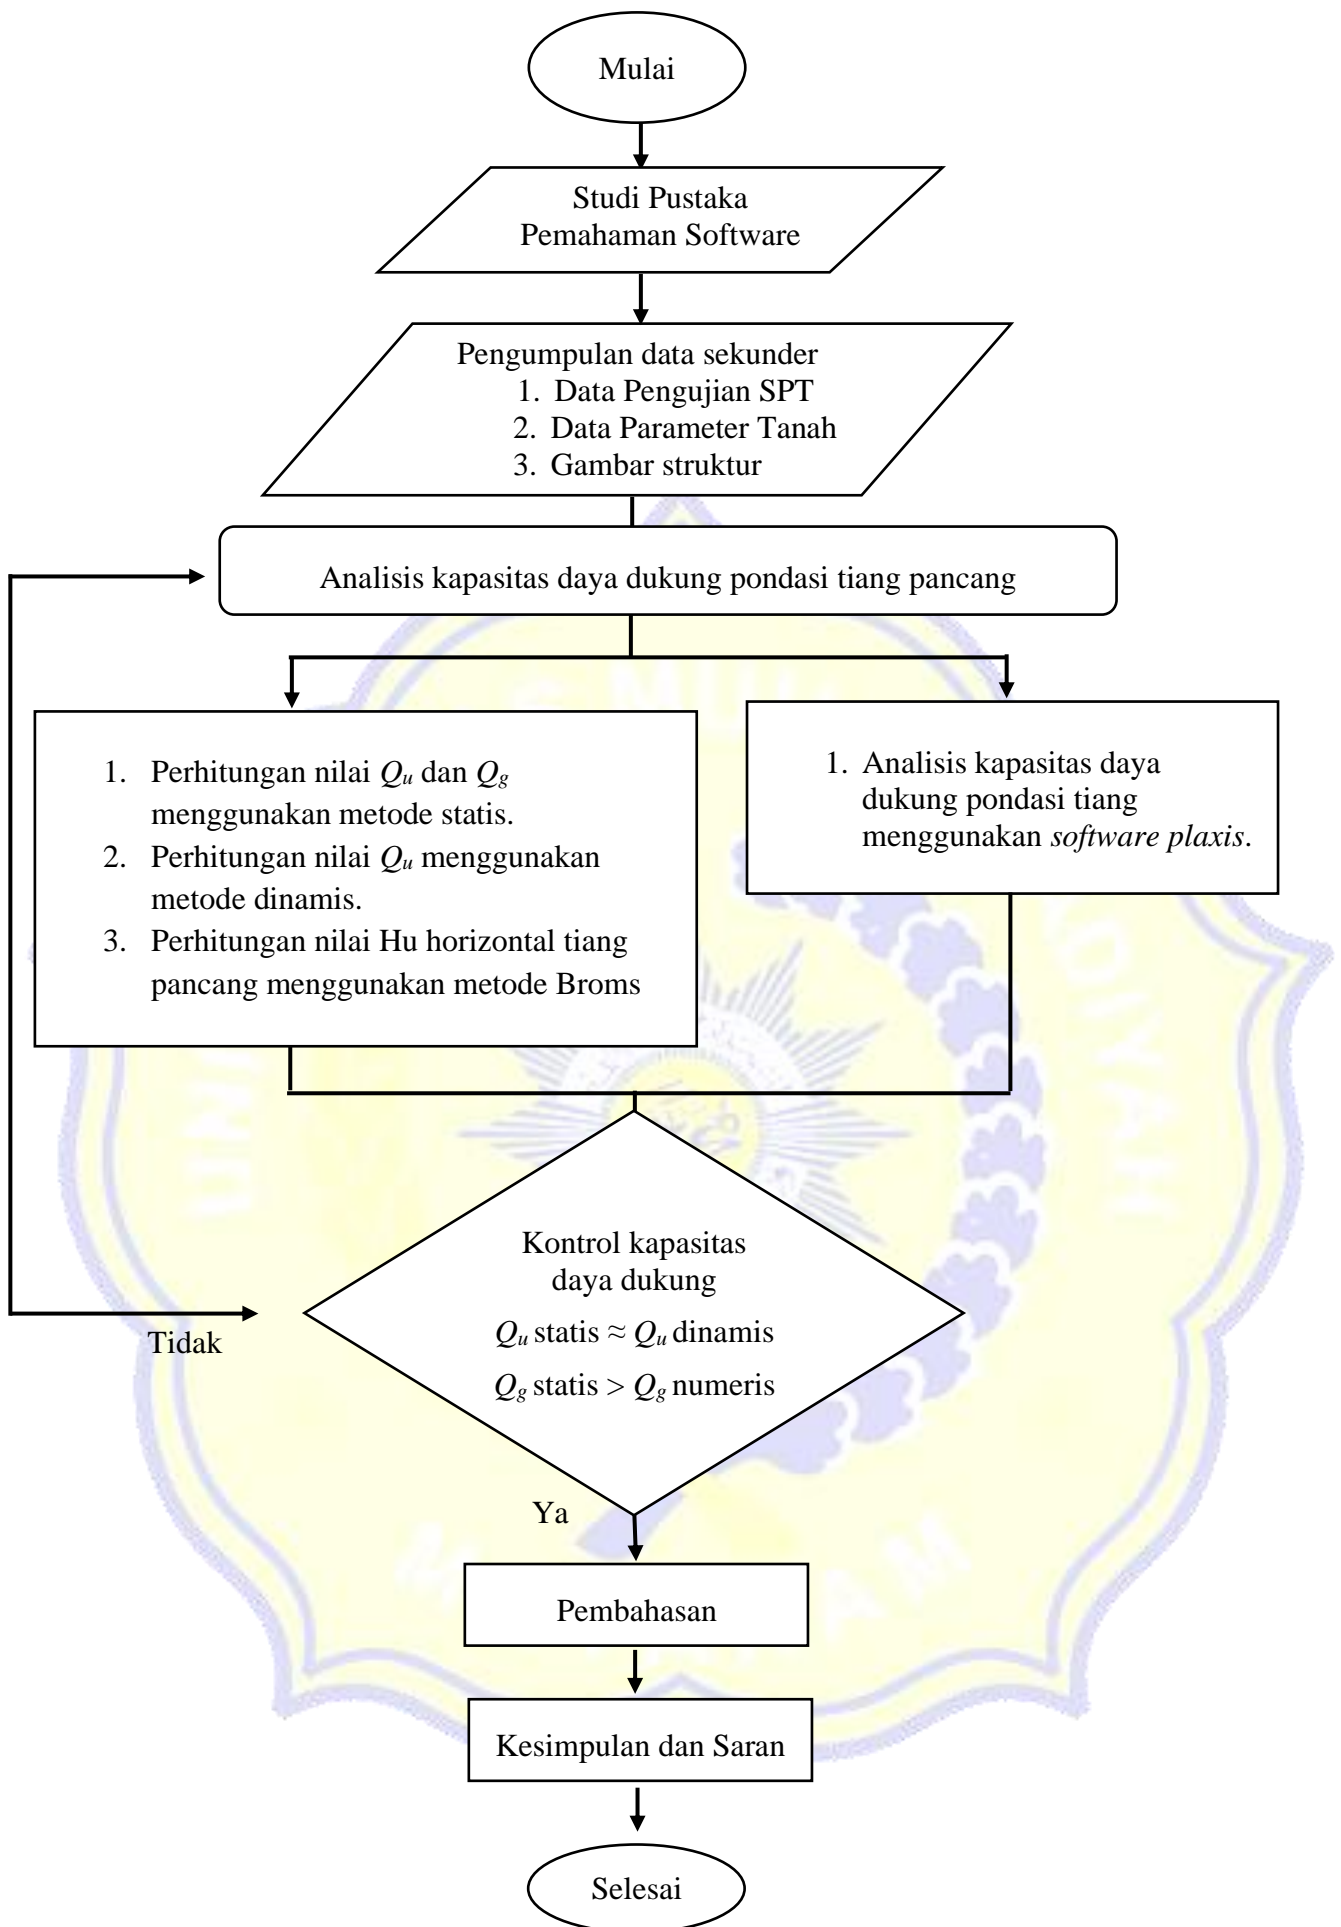 Mulai
Studi Pustaka
Pemahaman Software
Pengumpulan data sekunder
1. Data Pengujian SPT
2. Data Parameter Tanah
3. Gambar struktur
Analisis kapasitas daya dukung pondasi tiang pancang
1. Perhitungan nilai Qu dan Qg
menggunakan metode statis.
2. Perhitungan nilai Qu menggunakan
metode dinamis.
3. Perhitungan nilai Hu horizontal tiang
pancang menggunakan metode Broms
1. Analisis kapasitas daya
dukung pondasi tiang
menggunakan software plaxis.
Kontrol kapasitas
daya dukung
Qu statis ≈ Qu dinamis
Qg statis > Qg numeris
Tidak
Ya
Pembahasan
Kesimpulan dan Saran
Selesai